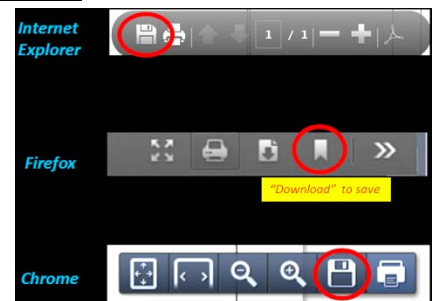 Internet
Explorer
1 / 1
Firefox
"Download" to save
Chrome